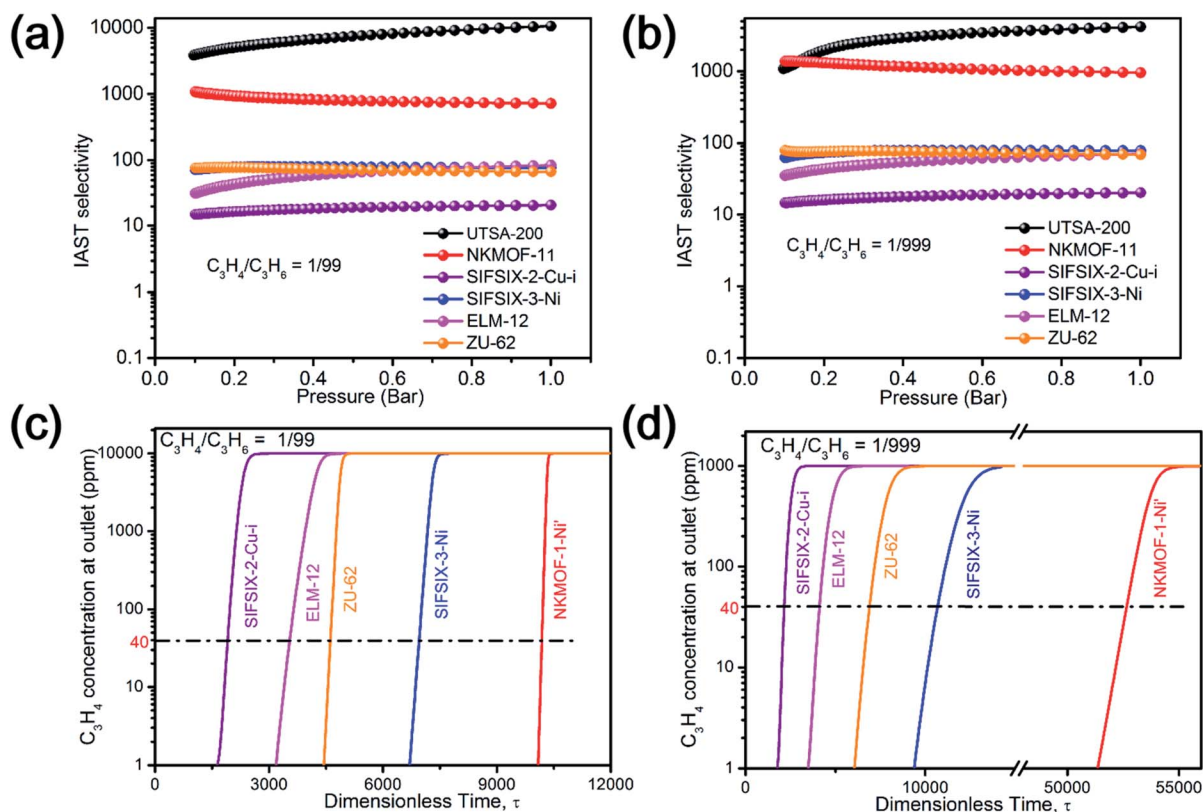 (a)
IAST selectivity
10000
1000
100
10
1
0.1
0.0
0.2
0.4
0.6
0.8
1.0
Pressure (Bar)
C₃H₄/C₃H₆ = 1/99
UTSA-200
NKMOF-11
SIFSIX-2-Cu-i
SIFSIX-3-Ni
ELM-12
ZU-62
(b)
IAST selectivity
1000
100
10
1
0.1
0.0
0.2
0.4
0.6
0.8
1.0
Pressure (Bar)
C₃H₄/C₃H₆ = 1/999
UTSA-200
NKMOF-11
SIFSIX-2-Cu-i
SIFSIX-3-Ni
ELM-12
ZU-62
(c)
C₃H₄/C₃H₆ = 1/99
C₃H₄ concentration at outlet (ppm)
10000
1000
100
40
10
1
SIFSIX-2-Cu-i
ELM-12
ZU-62
SIFSIX-3-Ni
NKMOF-1-Ni'
0
3000
6000
9000
12000
Dimensionless Time, τ
(d)
C₃H₄/C₃H₆ = 1/999
C₃H₄ concentration at outlet (ppm)
1000
100
40
10
1
SIFSIX-2-Cu-i
ELM-12
ZU-62
SIFSIX-3-Ni
NKMOF-1-Ni'
0
10000
50000
55000
Dimensionless Time, τ